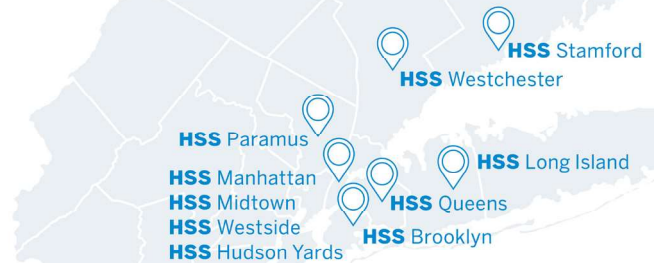 HSS Stamford
HSS Westchester
HSS Paramus
HSS Long Island
HSS Manhattan
HSS Midtown
HSS Westside
HSS Hudson Yards
HSS Queens
HSS Brooklyn